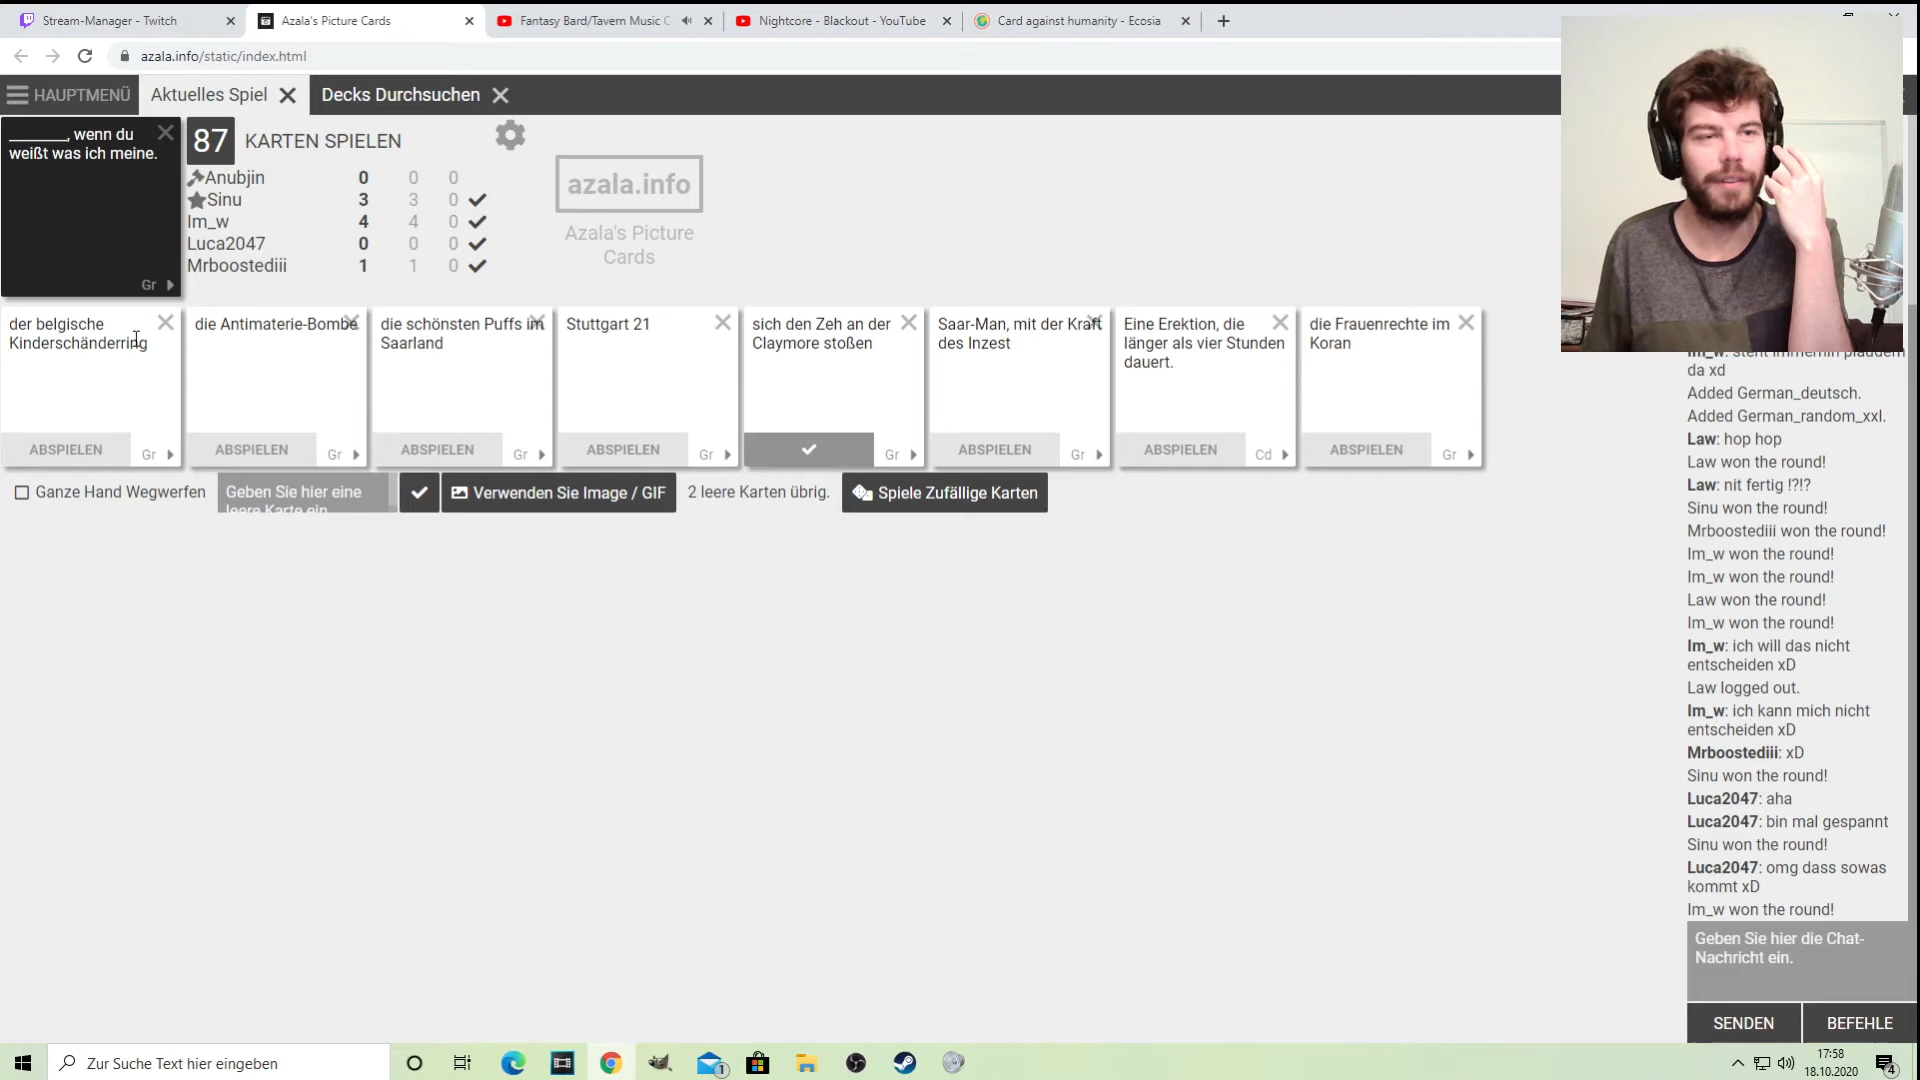 Stream-Manager - Twitch
Azala's Picture Cards
Fantasy Bard/Tavern Music C
Nightcore - Blackout - YouTube
Card against humanity - Ecosia
azala.info/static/index.html
HAUPTMENÜ
Aktuelles Spiel
Decks Durchsuchen
_______, wenn du
weißt was ich meine.
Gr
87 KARTEN SPIELEN
Anubjin 0 0 0
Sinu 3 3 0
Im_w 4 4 0
Luca2047 0 0 0
Mrboostediii 1 1 0
azala.info
Azala's Picture
Cards
der belgische
Kinderschänderring
ABSPIELEN Gr
die Antimaterie-Bombe
ABSPIELEN Gr
die schönsten Puffs im
Saarland
ABSPIELEN Gr
Stuttgart 21
ABSPIELEN Gr
sich den Zeh an der
Claymore stoßen
Gr
Saar-Man, mit der Kraft
des Inzest
ABSPIELEN Gr
Eine Erektion, die
länger als vier Stunden
dauert.
ABSPIELEN Cd
die Frauenrechte im
Koran
ABSPIELEN Gr
Ganze Hand Wegwerfen
Geben Sie hier eine
leere Karte ein
Verwenden Sie Image / GIF
2 leere Karten übrig.
Spiele Zufällige Karten
Im_w: steht immerhin plaudern
da xd
Added German_deutsch.
Added German_random_xxl.
Law: hop hop
Law won the round!
Law: nit fertig !?!?
Sinu won the round!
Mrboostediii won the round!
Im_w won the round!
Im_w won the round!
Law won the round!
Im_w won the round!
Im_w: ich will das nicht
entscheiden xD
Law logged out.
Im_w: ich kann mich nicht
entscheiden xD
Mrboostediii: xD
Sinu won the round!
Luca2047: aha
Luca2047: bin mal gespannt
Sinu won the round!
Luca2047: omg dass sowas
kommt xD
Im_w won the round!
Geben Sie hier die Chat-
Nachricht ein.
SENDEN
BEFEHLE
Zur Suche Text hier eingeben
1
17:58
18.10.2020
4